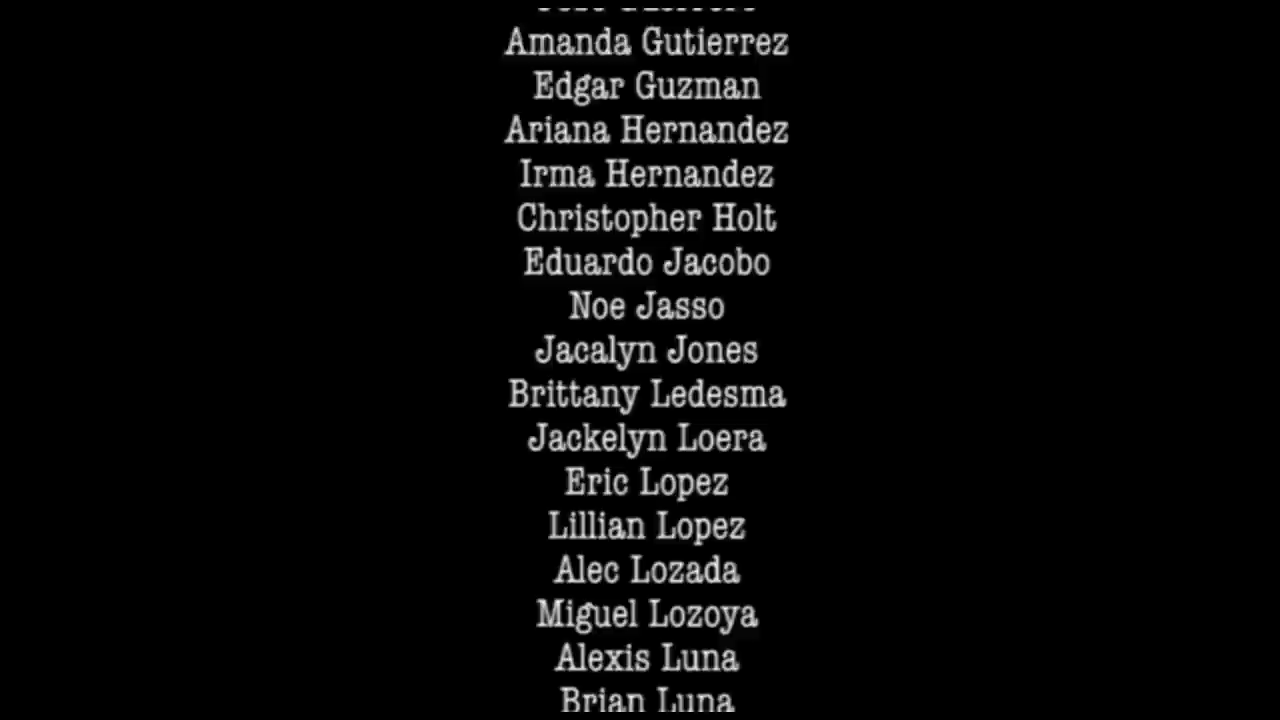 Amanda Gutierrez
Edgar Guzman
Ariana Hernandez
Irma Hernandez
Christopher Holt
Eduardo Jacobo
Noe Jasso
Jacalyn Jones
Brittany Ledesma
Jackelyn Loera
Eric Lopez
Lillian Lopez
Alec Lozada
Miguel Lozoya
Alexis Luna
Brian Luna